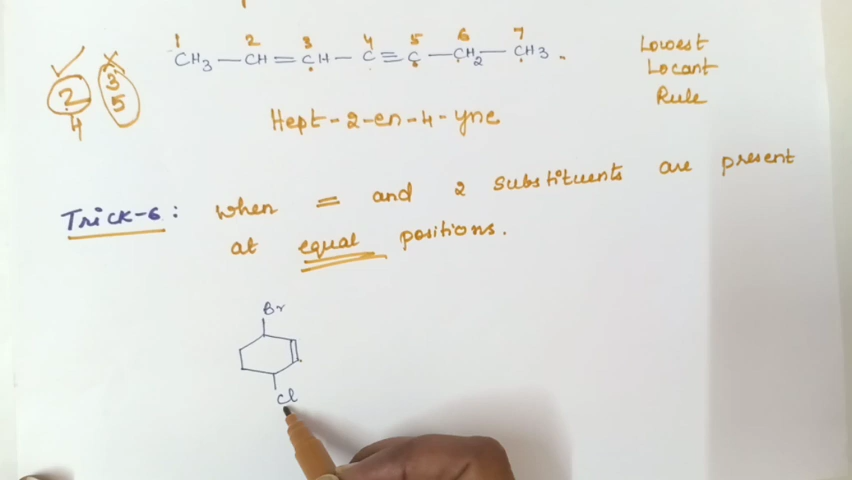 1 2 3 4 5 6 7
CH3 — CH = CH — C ≡ C — CH2 — CH3.
2 3
4 5
Lowest
Locant
Rule
Hept-2-en-4-yne
Trick-6: When = and 2 substituents are present
at equal positions.
Br
Cl